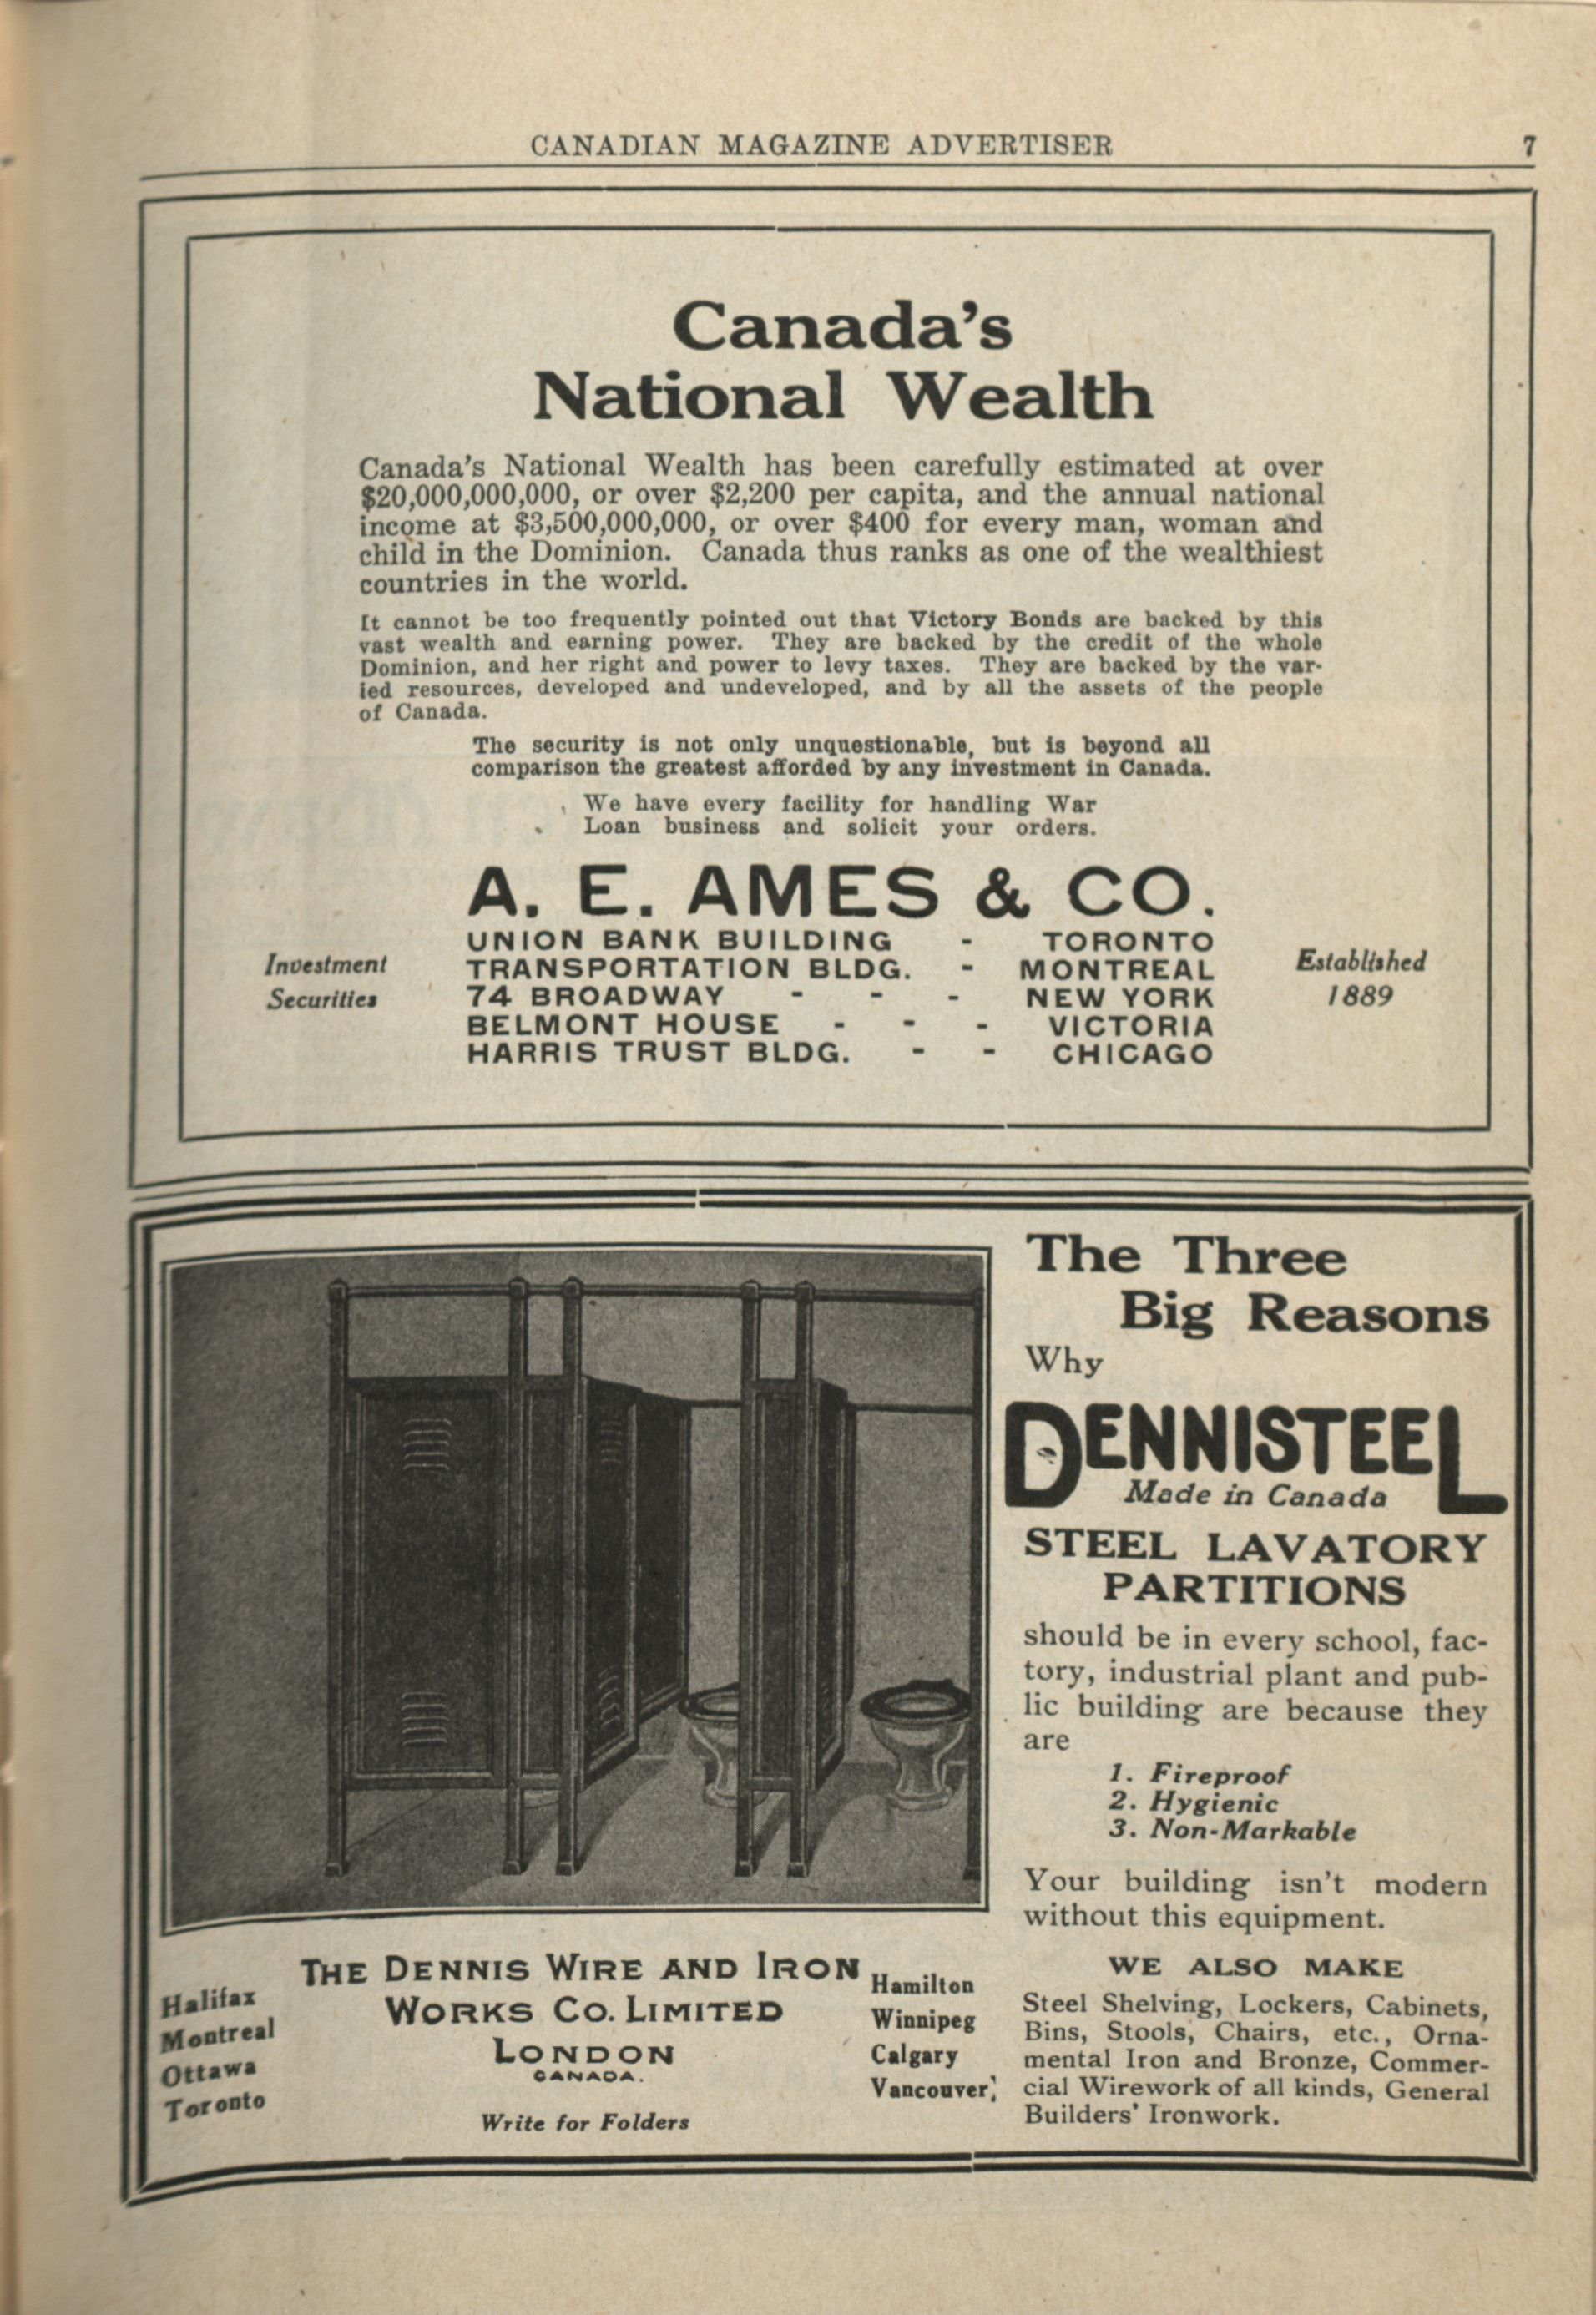 CANADIAN MAGAZINE ADVERTISER 7
Canada's
National Wealth
Canada's National Wealth has been carefully estimated at over
$20,000,000,000, or over $2,200 per capita, and the annual national
income at $3,500,000,000, or over $400 for every man, woman and
child in the Dominion. Canada thus ranks as one of the wealthiest
countries in the world.
It cannot be too frequently pointed out that Victory Bonds are backed by this
vast wealth and earning power. They are backed by the credit of the whole
Dominion, and her right and power to levy taxes. They are backed by the var-
ied resources, developed and undeveloped, and by all the assets of the people
of Canada.
The security is not only unquestionable, but is beyond all
comparison the greatest afforded by any investment in Canada.
We have every facility for handling War
Loan business and solicit your orders.
A. E. AMES & CO.
Investment
Securities
UNION BANK BUILDING - TORONTO
TRANSPORTATION BLDG. - MONTREAL
74 BROADWAY - - - NEW YORK
BELMONT HOUSE - - - VICTORIA
HARRIS TRUST BLDG. - - CHICAGO
Established
1889
The Three
Big Reasons
Why
DENNISTEEL
Made in Canada
STEEL LAVATORY
PARTITIONS
should be in every school, fac-
tory, industrial plant and pub-
lic building are because they
are
1. Fireproof
2. Hygienic
3. Non-Markable
Your building isn't modern
without this equipment.
WE ALSO MAKE
Steel Shelving, Lockers, Cabinets,
Bins, Stools, Chairs, etc., Orna-
mental Iron and Bronze, Commer-
cial Wirework of all kinds, General
Builders' Ironwork.
THE DENNIS WIRE AND IRON
WORKS CO. LIMITED
LONDON
CANADA.
Write for Folders
Halifax
Montreal
Ottawa
Toronto
Hamilton
Winnipeg
Calgary
Vancouver